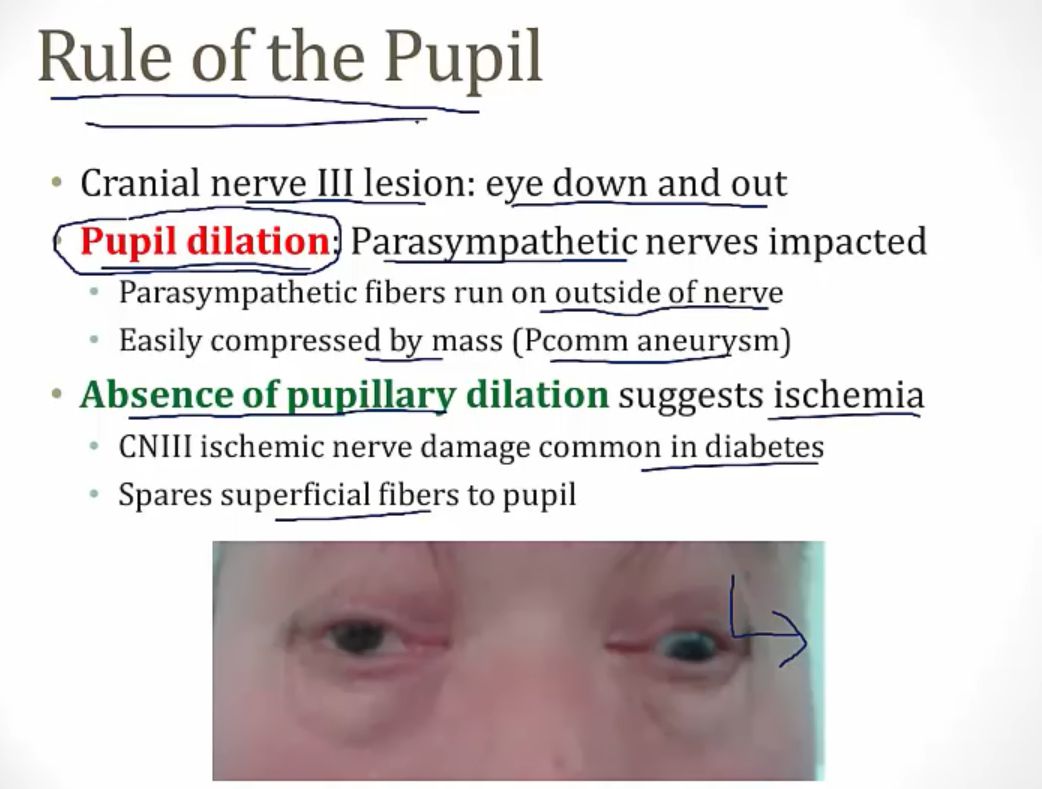 Rule of the Pupil
• Cranial nerve III lesion: eye down and out
• Pupil dilation: Parasympathetic nerves impacted
• Parasympathetic fibers run on outside of nerve
• Easily compressed by mass (Pcomm aneurysm)
• Absence of pupillary dilation suggests ischemia
• CNIII ischemic nerve damage common in diabetes
• Spares superficial fibers to pupil